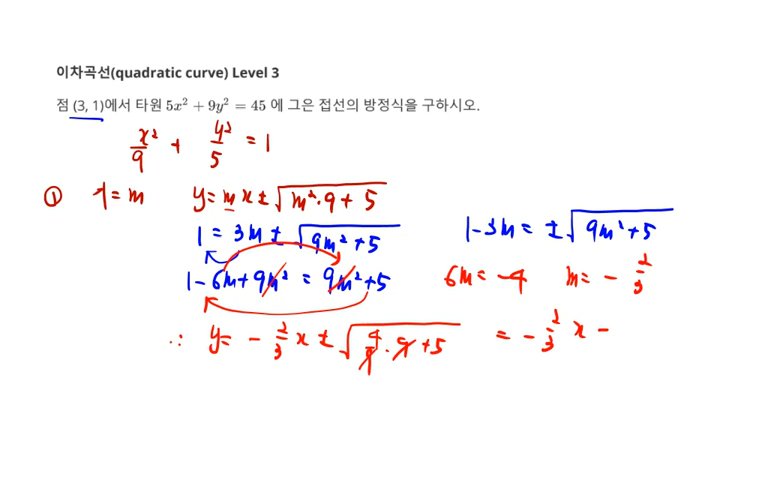 이차곡선(quadratic curve) Level 3
점 (3, 1)에서 타원 5x² + 9y² = 45 에 그은 접선의 방정식을 구하시오.
x²/9 + y²/5 = 1
① 기=m y = mx ± √(m²·9 + 5)
1 = 3m ± √(9m² + 5) 1 - 3m = ± √(9m² + 5)
1 - 6m + 9m² = 9m² + 5 6m = -4 m = - 2/3
∴ y = - 2/3 x ± √(4/9 · 9 + 5) = - 2/3 x -